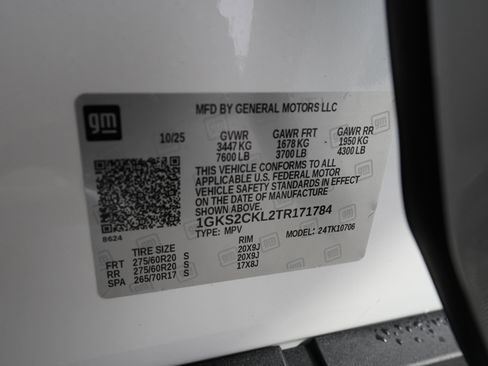 gm
MFD BY GENERAL MOTORS LLC
10/25 GVWR GAWR FRT GAWR RR
3447 KG 1678 KG 1950 KG
7600 LB 3700 LB 4300 LB
THIS VEHICLE CONFORMS TO ALL
APPLICABLE U.S. FEDERAL MOTOR
VEHICLE SAFETY STANDARDS IN EFFECT
ON THE DATE OF MANUFACTURE
SHOWN ABOVE.
1GKS2CKL2TR171784
8624
TYPE: MPV MODEL: 24TK10706
TIRE SIZE RIM
FRT 275/60R20 S 20X9J
RR 275/60R20 S 20X9J
SPA 265/70R17 S 17X8J